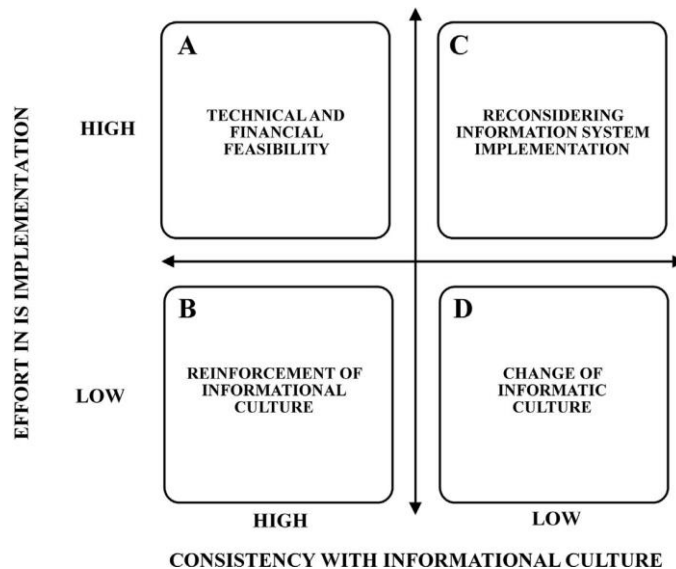 A
TECHNICAL AND
FINANCIAL
FEASIBILITY
C
RECONSIDERING
INFORMATION SYSTEM
IMPLEMENTATION
HIGH
EFFORT IN IS IMPLEMENTATION
B
REINFORCEMENT OF
INFORMATIONAL
CULTURE
D
CHANGE OF
INFORMATIC
CULTURE
LOW
HIGH
LOW
CONSISTENCY WITH INFORMATIONAL CULTURE